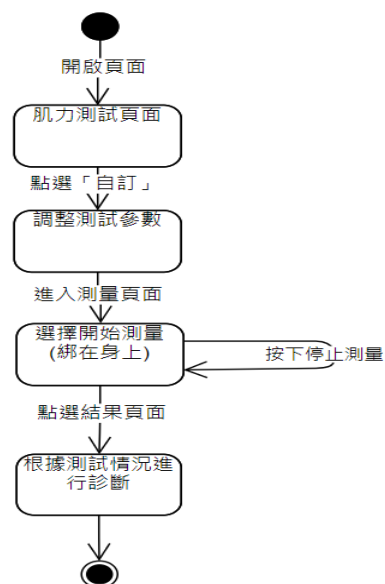 開啟頁面
肌力測試頁面
點選「自訂」
調整測試參數
進入測量頁面
選擇開始測量
(綁在身上)
按下停止測量
點選結果頁面
根據測試情況進
行診斷